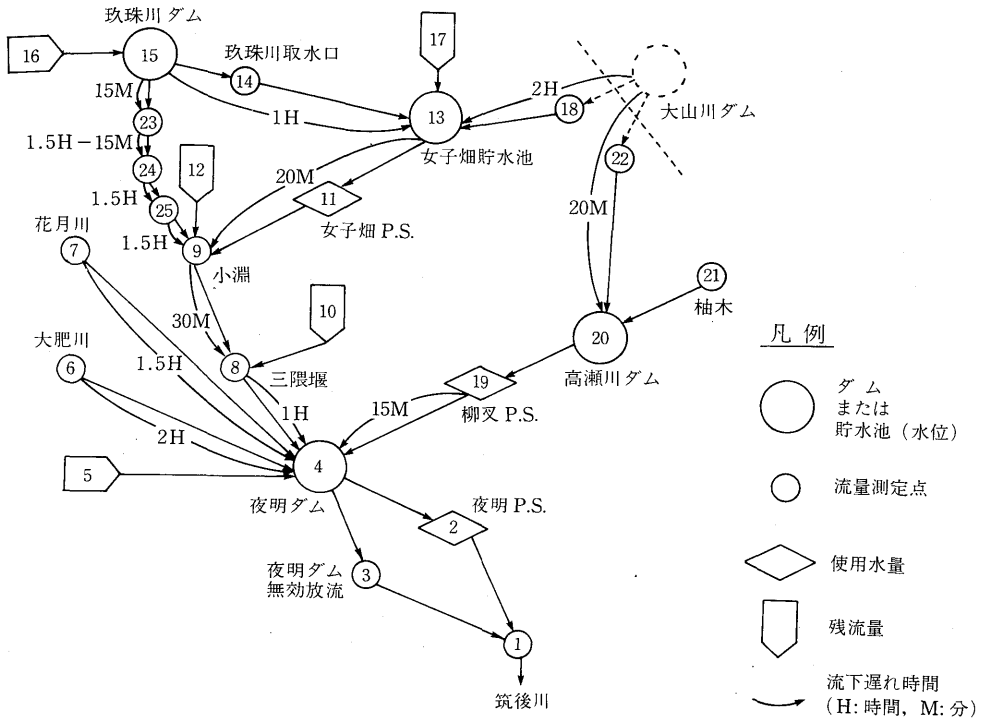 玖珠川ダム
16
15
玖珠川取水口
14
17
13
女子畑貯水池
2H
18
大山川ダム
15M
1H
23
1.5H-15M
24
12
20M
11
女子畑 P.S.
22
1.5H
25
20M
花月川
7
1.5H
9
小淵
21
柚木
30M
10
大肥川
6
1.5H
8
三隈堰
20
高瀬川ダム
1H
19
柳叉 P.S.
15M
2H
5
4
夜明ダム
夜明 P.S.
2
夜明ダム
無効放流
3
1
筑後川
凡例
ダム
または
貯水池(水位)
流量測定点
使用水量
残流量
流下遅れ時間
(H:時間, M:分)